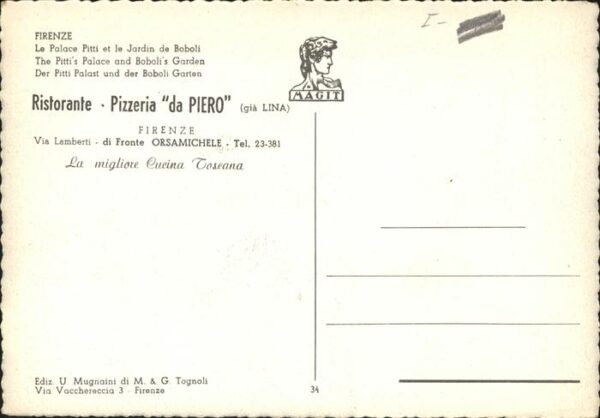 FIRENZE
Le Palace Pitti et le Jardin de Boboli
The Pitti's Palace and Boboli's Garden
Der Pitti Palast und der Boboli Garten
Ristorante - Pizzeria "da PIERO" (già LINA)
FIRENZE
Via Lamberti - di Fronte ORSAMICHELE - Tel. 23-381
La migliore Cucina Toscana
MAGIT
I-
Ediz. U Mugnaini di M. & G. Tognoli
Via Vacchereccia 3 - Firenze
34